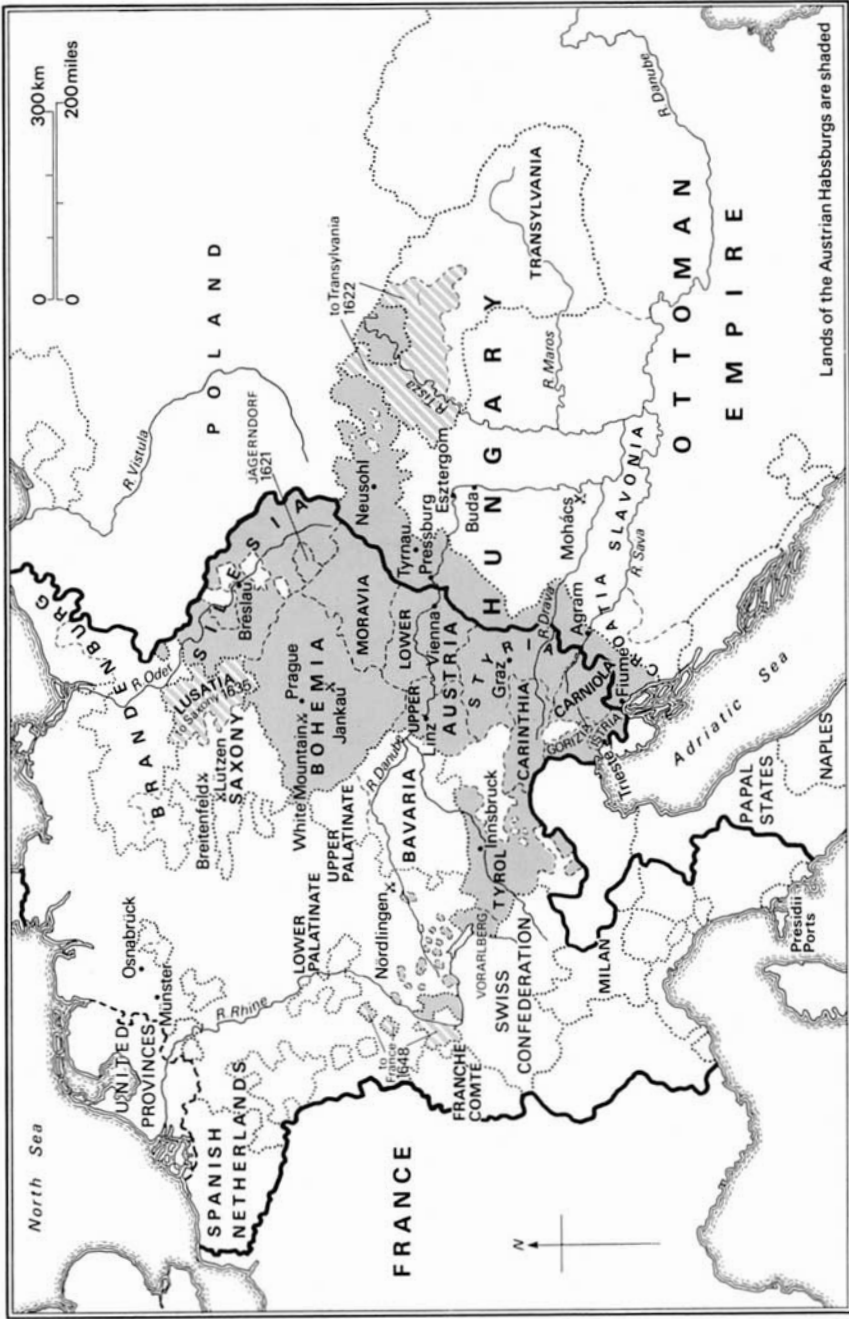 North Sea
UNITED
PROVINCES
Osnabrück
Münster
SPANISH
NETHERLANDS
R. Rhine
LOWER
PALATINATE
FRANCE
to
France
1648
FRANCHE
COMTE
SWISS
CONFEDERATION
VORARLBERG
MILAN
Presidii
Ports
N
BRANDENBURG
Breitenfeld
Lützen
SAXONY
LUSATIA
to Saxony 1635
R. Oder
SILESIA
Breslau
White Mountain
Prague
BOHEMIA
Jankau
UPPER
PALATINATE
MORAVIA
JÄGERNDORF
1621
Nördlingen
BAVARIA
R. Danube
UPPER
LOWER
AUSTRIA
Linz
Vienna
TYROL
Innsbruck
STYRIA
Graz
CARINTHIA
CARNIOLA
GORIZIA
ISTRIA
Trieste
Fiume
Agram
R. Drava
CROATIA SLAVONIA
R. Sava
Adriatic Sea
PAPAL
STATES
NAPLES
POLAND
R. Vistula
Neusohl
Tyrnau
Pressburg
Esztergom
Buda
Mohács
HUNGARY
R. Tisza
to Transylvania
1622
TRANSYLVANIA
R. Maros
OTTOMAN
EMPIRE
R. Danube
0 300km
0 200miles
Lands of the Austrian Habsburgs are shaded